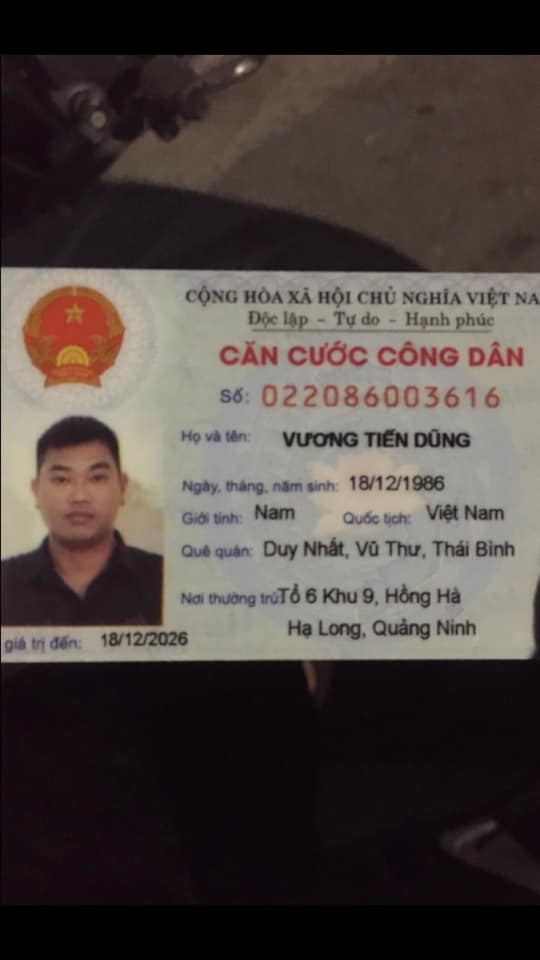 CỘNG HÒA XÃ HỘI CHỦ NGHĨA VIỆT NA
Độc lập - Tự do - Hạnh phúc
CĂN CƯỚC CÔNG DÂN
Số: 022086003616
Họ và tên: VƯƠNG TIẾN DŨNG
Ngày, tháng, năm sinh: 18/12/1986
Giới tính: Nam Quốc tịch: Việt Nam
Quê quán: Duy Nhất, Vũ Thư, Thái Bình
Nơi thường trú: Tổ 6 Khu 9, Hồng Hà
Hạ Long, Quảng Ninh
giá trị đến: 18/12/2026